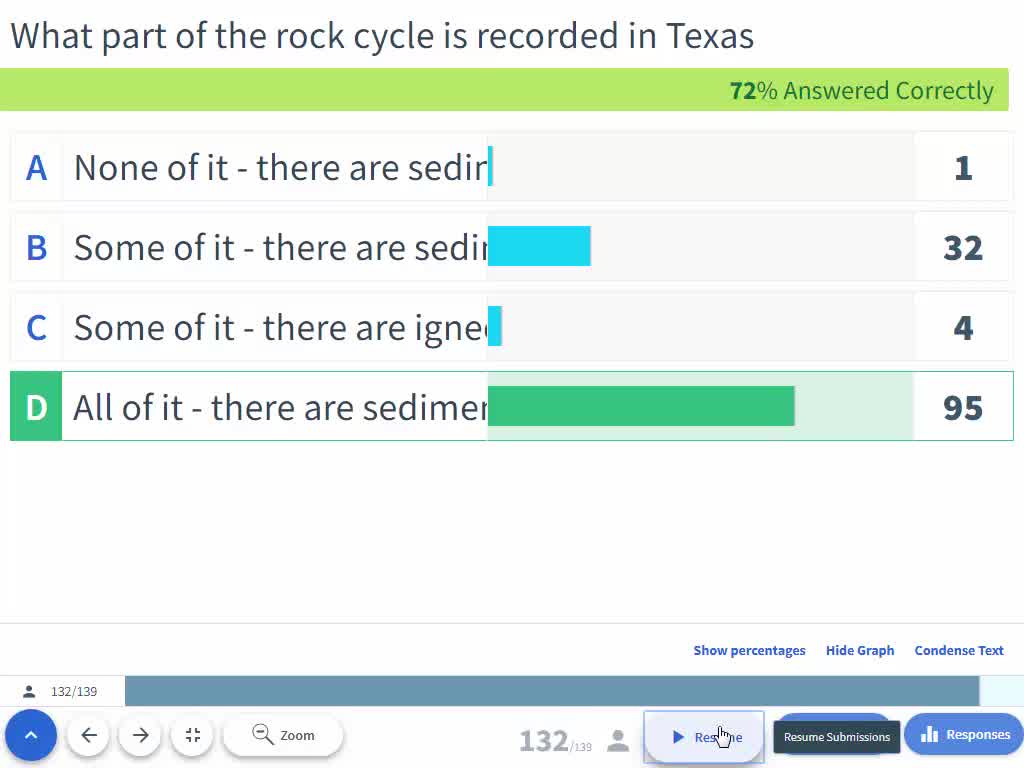 What part of the rock cycle is recorded in Texas
72% Answered Correctly
A None of it - there are sedir 1
B Some of it - there are sedir 32
C Some of it - there are igne 4
D All of it - there are sedimer 95
Show percentages Hide Graph Condense Text
132/139
Zoom 132/139 Resume Resume Submissions Responses